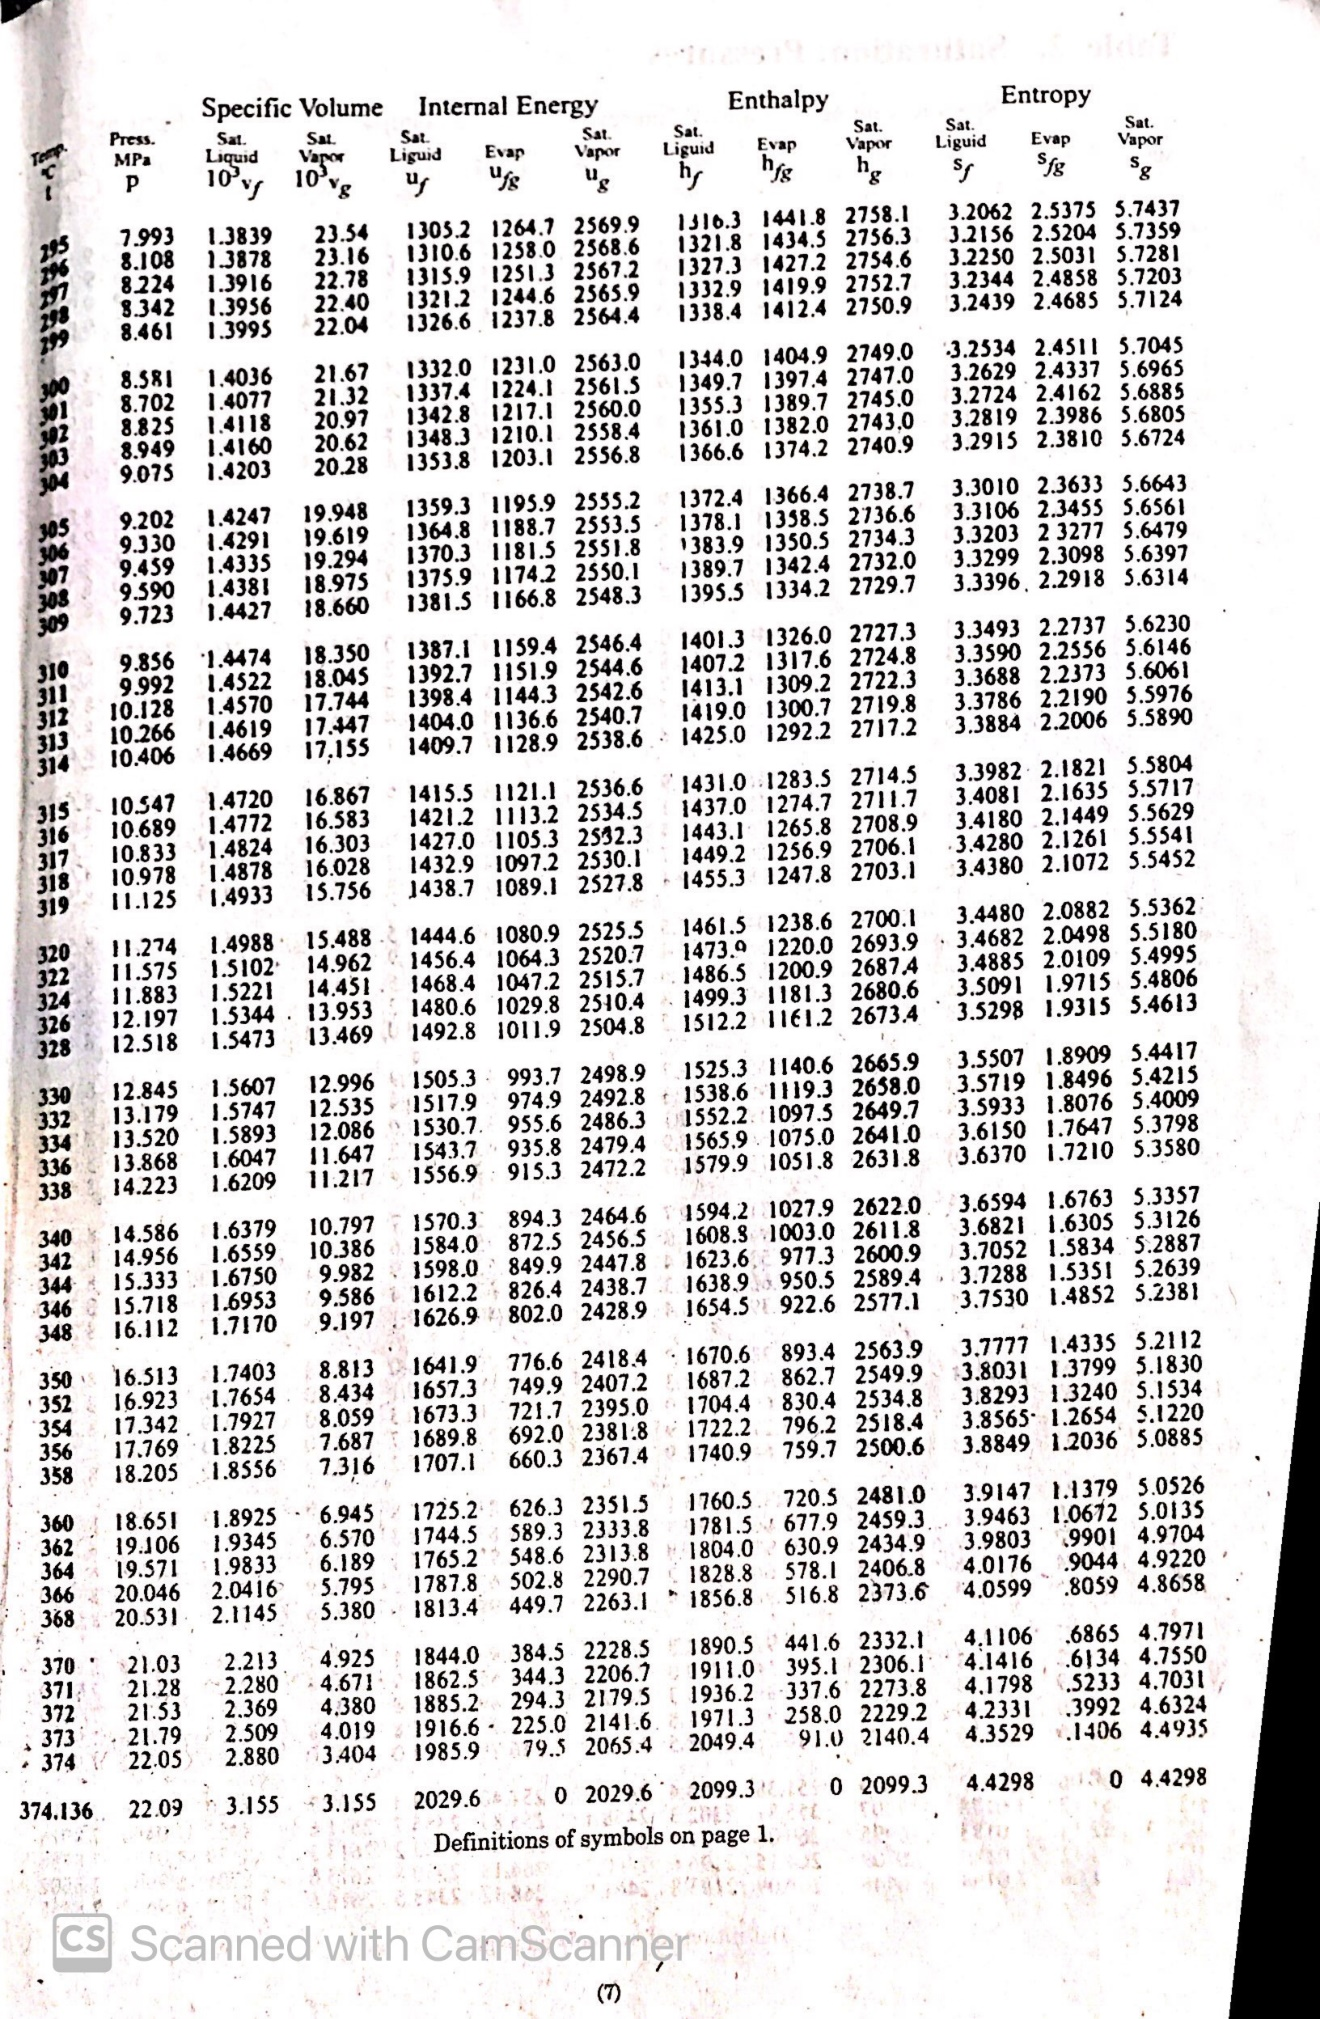 Specific Volume Internal Energy Enthalpy Entropy
Temp. Press. Sat. Sat. Sat. Sat. Sat. Sat. Sat. Sat.
°C MPa Liquid Vapor Liguid Evap Vapor Liguid Evap Vapor Liguid Evap Vapor
t P 10³vf 10³vg uf ufg ug hf hfg hg sf sfg sg
295 7.993 1.3839 23.54 1305.2 1264.7 2569.9 1316.3 1441.8 2758.1 3.2062 2.5375 5.7437
296 8.108 1.3878 23.16 1310.6 1258.0 2568.6 1321.8 1434.5 2756.3 3.2156 2.5204 5.7359
297 8.224 1.3916 22.78 1315.9 1251.3 2567.2 1327.3 1427.2 2754.6 3.2250 2.5031 5.7281
298 8.342 1.3956 22.40 1321.2 1244.6 2565.9 1332.9 1419.9 2752.7 3.2344 2.4858 5.7203
299 8.461 1.3995 22.04 1326.6 1237.8 2564.4 1338.4 1412.4 2750.9 3.2439 2.4685 5.7124
300 8.581 1.4036 21.67 1332.0 1231.0 2563.0 1344.0 1404.9 2749.0 3.2534 2.4511 5.7045
301 8.702 1.4077 21.32 1337.4 1224.1 2561.5 1349.7 1397.4 2747.0 3.2629 2.4337 5.6965
302 8.825 1.4118 20.97 1342.8 1217.1 2560.0 1355.3 1389.7 2745.0 3.2724 2.4162 5.6885
303 8.949 1.4160 20.62 1348.3 1210.1 2558.4 1361.0 1382.0 2743.0 3.2819 2.3986 5.6805
304 9.075 1.4203 20.28 1353.8 1203.1 2556.8 1366.6 1374.2 2740.9 3.2915 2.3810 5.6724
305 9.202 1.4247 19.948 1359.3 1195.9 2555.2 1372.4 1366.4 2738.7 3.3010 2.3633 5.6643
306 9.330 1.4291 19.619 1364.8 1188.7 2553.5 1378.1 1358.5 2736.6 3.3106 2.3455 5.6561
307 9.459 1.4335 19.294 1370.3 1181.5 2551.8 1383.9 1350.5 2734.3 3.3203 2 3277 5.6479
308 9.590 1.4381 18.975 1375.9 1174.2 2550.1 1389.7 1342.4 2732.0 3.3299 2.3098 5.6397
309 9.723 1.4427 18.660 1381.5 1166.8 2548.3 1395.5 1334.2 2729.7 3.3396 2.2918 5.6314
310 9.856 1.4474 18.350 1387.1 1159.4 2546.4 1401.3 1326.0 2727.3 3.3493 2.2737 5.6230
311 9.992 1.4522 18.045 1392.7 1151.9 2544.6 1407.2 1317.6 2724.8 3.3590 2.2556 5.6146
312 10.128 1.4570 17.744 1398.4 1144.3 2542.6 1413.1 1309.2 2722.3 3.3688 2.2373 5.6061
313 10.266 1.4619 17.447 1404.0 1136.6 2540.7 1419.0 1300.7 2719.8 3.3786 2.2190 5.5976
314 10.406 1.4669 17.155 1409.7 1128.9 2538.6 1425.0 1292.2 2717.2 3.3884 2.2006 5.5890
315 10.547 1.4720 16.867 1415.5 1121.1 2536.6 1431.0 1283.5 2714.5 3.3982 2.1821 5.5804
316 10.689 1.4772 16.583 1421.2 1113.2 2534.5 1437.0 1274.7 2711.7 3.4081 2.1635 5.5717
317 10.833 1.4824 16.303 1427.0 1105.3 2532.3 1443.1 1265.8 2708.9 3.4180 2.1449 5.5629
318 10.978 1.4878 16.028 1432.9 1097.2 2530.1 1449.2 1256.9 2706.1 3.4280 2.1261 5.5541
319 11.125 1.4933 15.756 1438.7 1089.1 2527.8 1455.3 1247.8 2703.1 3.4380 2.1072 5.5452
320 11.274 1.4988 15.488 1444.6 1080.9 2525.5 1461.5 1238.6 2700.1 3.4480 2.0882 5.5362
322 11.575 1.5102 14.962 1456.4 1064.3 2520.7 1473.9 1220.0 2693.9 3.4682 2.0498 5.5180
324 11.883 1.5221 14.451 1468.4 1047.2 2515.7 1486.5 1200.9 2687.4 3.4885 2.0109 5.4995
326 12.197 1.5344 13.953 1480.6 1029.8 2510.4 1499.3 1181.3 2680.6 3.5091 1.9715 5.4806
328 12.518 1.5473 13.469 1492.8 1011.9 2504.8 1512.2 1161.2 2673.4 3.5298 1.9315 5.4613
330 12.845 1.5607 12.996 1505.3 993.7 2498.9 1525.3 1140.6 2665.9 3.5507 1.8909 5.4417
332 13.179 1.5747 12.535 1517.9 974.9 2492.8 1538.6 1119.3 2658.0 3.5719 1.8496 5.4215
334 13.520 1.5893 12.086 1530.7 955.6 2486.3 1552.2 1097.5 2649.7 3.5933 1.8076 5.4009
336 13.868 1.6047 11.647 1543.7 935.8 2479.4 1565.9 1075.0 2641.0 3.6150 1.7647 5.3798
338 14.223 1.6209 11.217 1556.9 915.3 2472.2 1579.9 1051.8 2631.8 3.6370 1.7210 5.3580
340 14.586 1.6379 10.797 1570.3 894.3 2464.6 1594.2 1027.9 2622.0 3.6594 1.6763 5.3357
342 14.956 1.6559 10.386 1584.0 872.5 2456.5 1608.8 1003.0 2611.8 3.6821 1.6305 5.3126
344 15.333 1.6750 9.982 1598.0 849.9 2447.8 1623.6 977.3 2600.9 3.7052 1.5834 5.2887
346 15.718 1.6953 9.586 1612.2 826.4 2438.7 1638.9 950.5 2589.4 3.7288 1.5351 5.2639
348 16.112 1.7170 9.197 1626.9 802.0 2428.9 1654.5 922.6 2577.1 3.7530 1.4852 5.2381
350 16.513 1.7403 8.813 1641.9 776.6 2418.4 1670.6 893.4 2563.9 3.7777 1.4335 5.2112
352 16.923 1.7654 8.434 1657.3 749.9 2407.2 1687.2 862.7 2549.9 3.8031 1.3799 5.1830
354 17.342 1.7927 8.059 1673.3 721.7 2395.0 1704.4 830.4 2534.8 3.8293 1.3240 5.1534
356 17.769 1.8225 7.687 1689.8 692.0 2381.8 1722.2 796.2 2518.4 3.8565 1.2654 5.1220
358 18.205 1.8556 7.316 1707.1 660.3 2367.4 1740.9 759.7 2500.6 3.8849 1.2036 5.0885
360 18.651 1.8925 6.945 1725.2 626.3 2351.5 1760.5 720.5 2481.0 3.9147 1.1379 5.0526
362 19.106 1.9345 6.570 1744.5 589.3 2333.8 1781.5 677.9 2459.3 3.9463 1.0672 5.0135
364 19.571 1.9833 6.189 1765.2 548.6 2313.8 1804.0 630.9 2434.9 3.9803 .9901 4.9704
366 20.046 2.0416 5.795 1787.8 502.8 2290.7 1828.8 578.1 2406.8 4.0176 .9044 4.9220
368 20.531 2.1145 5.380 1813.4 449.7 2263.1 1856.8 516.8 2373.6 4.0599 .8059 4.8658
370 21.03 2.213 4.925 1844.0 384.5 2228.5 1890.5 441.6 2332.1 4.1106 .6865 4.7971
371 21.28 2.280 4.671 1862.5 344.3 2206.7 1911.0 395.1 2306.1 4.1416 .6134 4.7550
372 21.53 2.369 4.380 1885.2 294.3 2179.5 1936.2 337.6 2273.8 4.1798 .5233 4.7031
373 21.79 2.509 4.019 1916.6 225.0 2141.6 1971.3 258.0 2229.2 4.2331 .3992 4.6324
374 22.05 2.880 3.404 1985.9 79.5 2065.4 2049.4 91.0 2140.4 4.3529 .1406 4.4935
374.136 22.09 3.155 3.155 2029.6 0 2029.6 2099.3 0 2099.3 4.4298 0 4.4298
Definitions of symbols on page 1.
CS Scanned with CamScanner
(7)